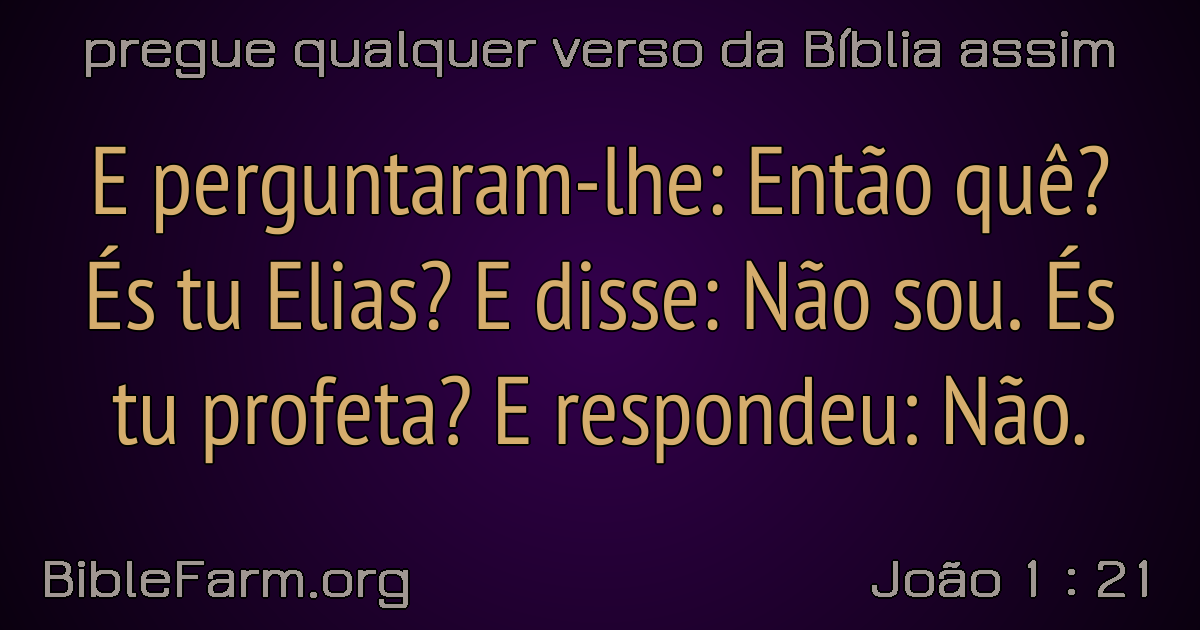 pregue qualquer verso da Bíblia assim
E perguntaram-lhe: Então quê?
És tu Elias? E disse: Não sou. És
tu profeta? E respondeu: Não.
BibleFarm.org
João 1 : 21